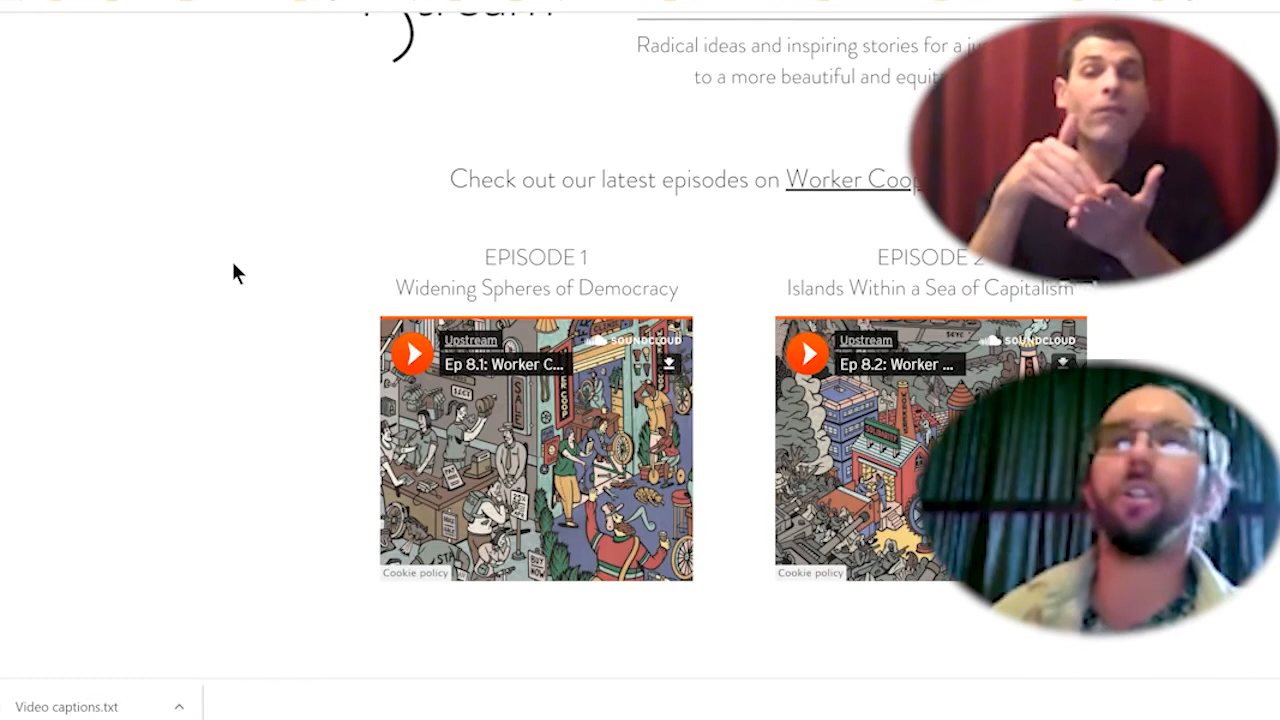 Radical ideas and inspiring stories for a
to a more beautiful and
Check out our latest episodes on Worker
EPISODE 1
Widening Spheres of Democracy
EPISODE 2
Islands Within a Sea of Capitalism
Upstream
SOUNDCLOUD
Ep 8.1: Worker C...
Cookie policy
Upstream
SOUNDCLOUD
Ep 8.2: Worker ...
SOLIDARITY
Cookie policy
Video captions.txt